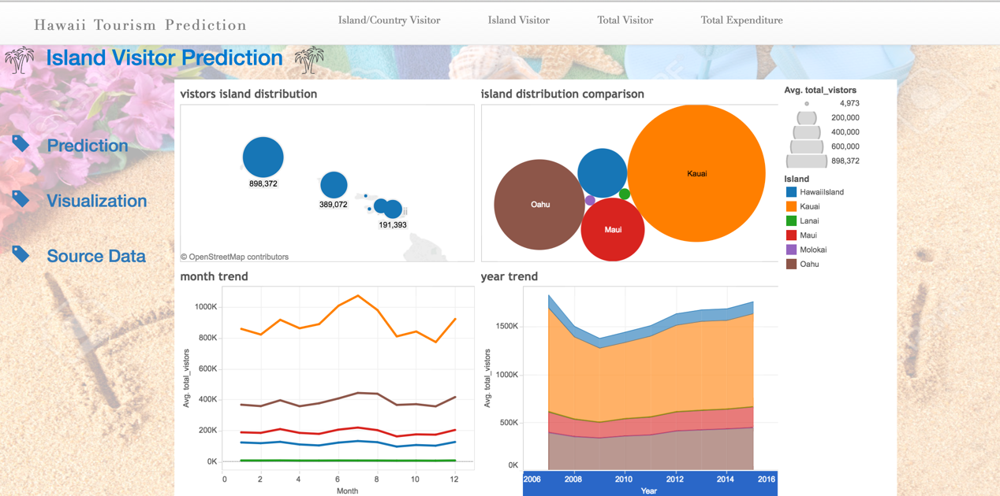 Hawaii Tourism Prediction
Island/Country Visitor
Island Visitor
Total Visitor
Total Expenditure
Island Visitor Prediction
Prediction
Visualization
Source Data
vistors island distribution
898,372
389,072
191,393
© OpenStreetMap contributors
island distribution comparison
Oahu
Kauai
Maui
Avg. total_vistors
4,973
200,000
400,000
600,000
898,372
Island
HawaiiIsland
Kauai
Lanai
Maui
Molokai
Oahu
month trend
Avg. total_vistors
1000K
800K
600K
400K
200K
0K
0 2 4 6 8 10 12
Month
year trend
Avg. total_vistors
1500K
1000K
500K
0K
2006 2008 2010 2012 2014 2016
Year